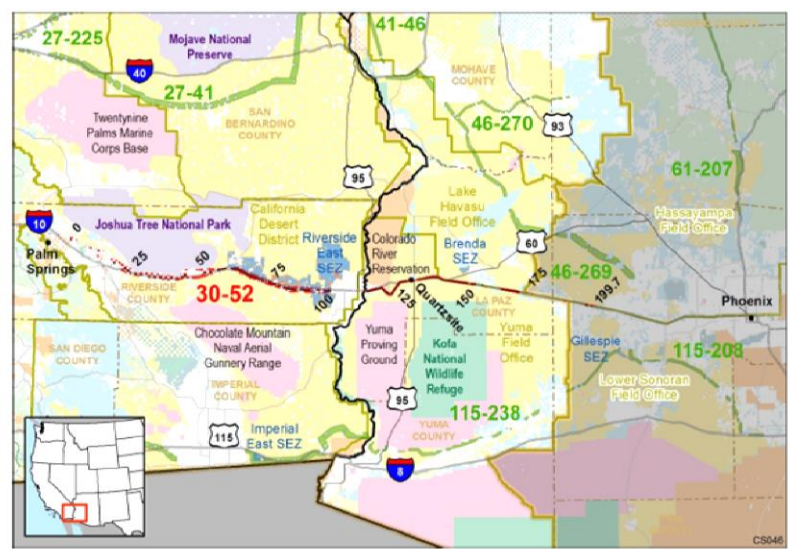 27-225
41-46
Mojave National
Preserve
40
27-41
MOHAVE
COUNTY
Twentynine
Palms Marine
Corps Base
SAN
BERNARDINO
COUNTY
46-270
93
95
61-207
Lake
Havasu
Field Office
Hassayampa
Field Office
10
0
Joshua Tree National Park
California
Desert
District
Riverside
East
SEZ
Colorado
River
Reservation
Brenda
SEZ
60
Palm
Springs
25
50
75
100
125
Quartzsite
150
175
46-269
199.7
RIVERSIDE
COUNTY
30-52
LA PAZ
COUNTY
Phoenix
SAN DIEGO
COUNTY
Chocolate Mountain
Naval Aerial
Gunnery Range
Yuma
Proving
Ground
Kofa
National
Wildlife
Refuge
Yuma
Field
Office
Gillespie
SEZ
115-208
Lower Sonoran
Field Office
IMPERIAL
COUNTY
95
115-238
YUMA
COUNTY
115
Imperial
East SEZ
8
CS046